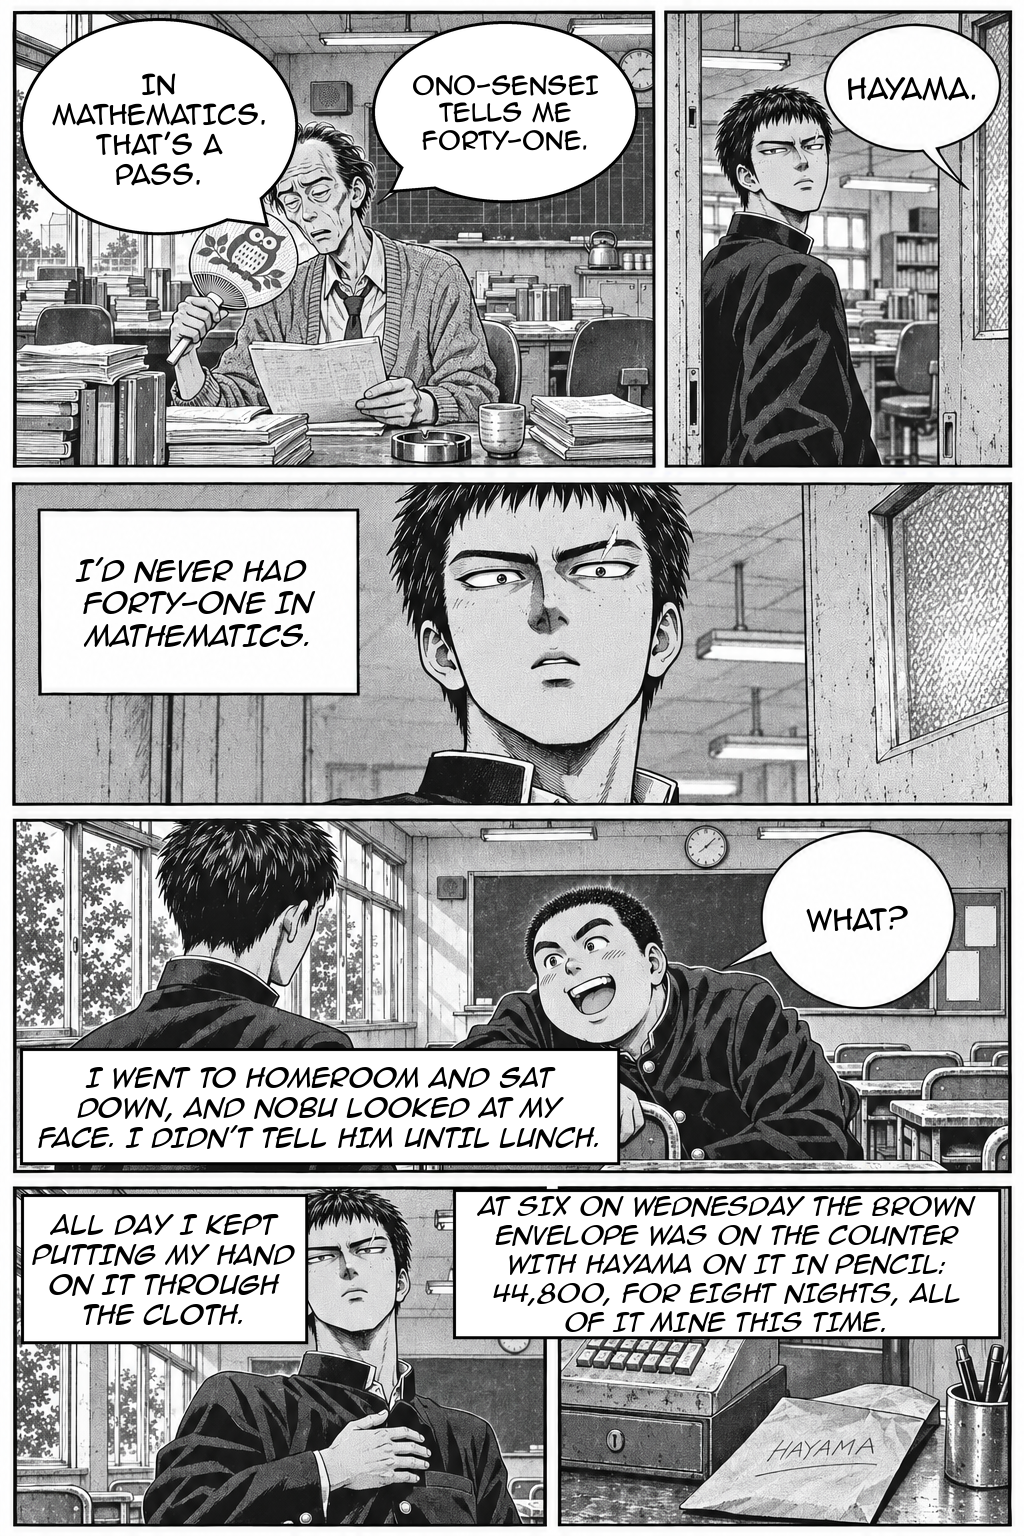 IN
MATHEMATICS.
THAT'S A
PASS.
ONO-SENSEI
TELLS ME
FORTY-ONE.
HAYAMA.
I'D NEVER HAD
FORTY-ONE IN
MATHEMATICS.
WHAT?
I WENT TO HOMEROOM AND SAT
DOWN, AND NOBU LOOKED AT MY
FACE. I DIDN'T TELL HIM UNTIL LUNCH.
ALL DAY I KEPT
PUTTING MY HAND
ON IT THROUGH
THE CLOTH.
AT SIX ON WEDNESDAY THE BROWN
ENVELOPE WAS ON THE COUNTER
WITH HAYAMA ON IT IN PENCIL:
44,800, FOR EIGHT NIGHTS, ALL
OF IT MINE THIS TIME.
HAYAMA